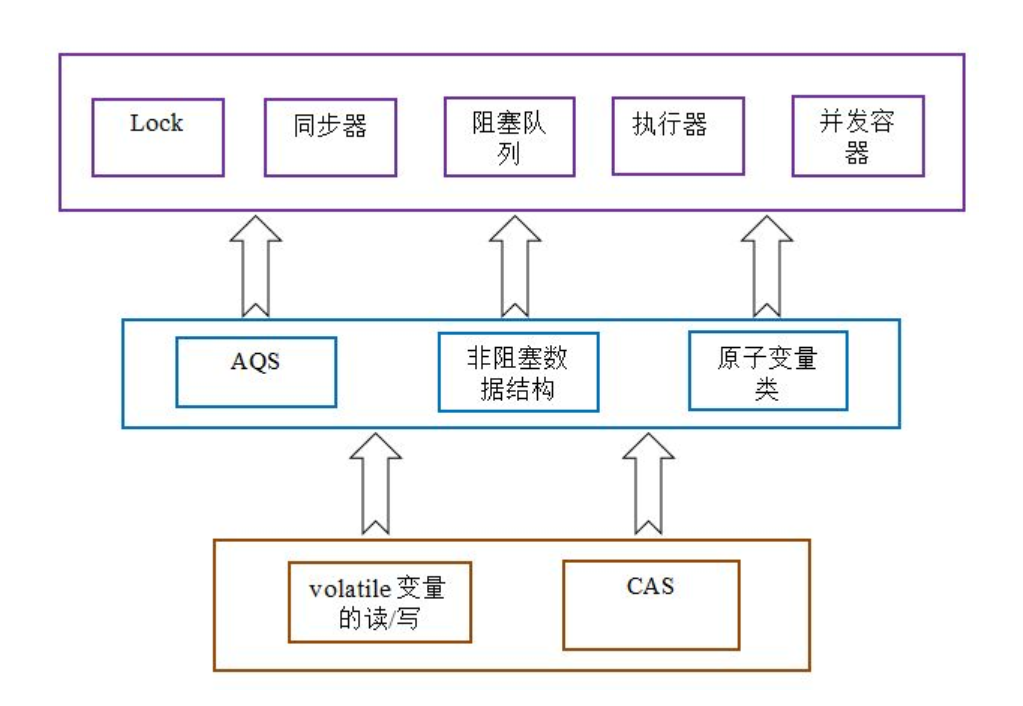 Lock
同步器
阻塞队
列
执行器
并发容
器
AQS
非阻塞数
据结构
原子变量
类
volatile 变量
的读/写
CAS